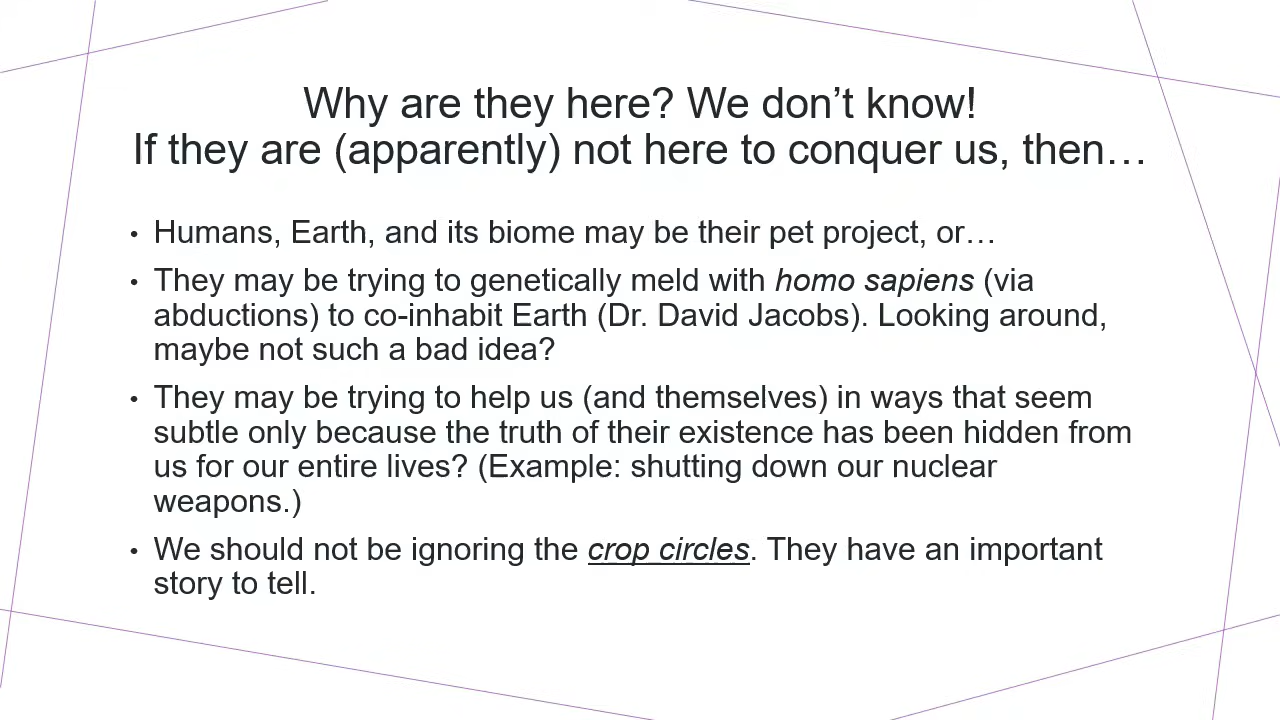 Why are they here? We don’t know!
If they are (apparently) not here to conquer us, then…
• Humans, Earth, and its biome may be their pet project, or…
• They may be trying to genetically meld with homo sapiens (via
abductions) to co-inhabit Earth (Dr. David Jacobs). Looking around,
maybe not such a bad idea?
• They may be trying to help us (and themselves) in ways that seem
subtle only because the truth of their existence has been hidden from
us for our entire lives? (Example: shutting down our nuclear
weapons.)
• We should not be ignoring the crop circles. They have an important
story to tell.